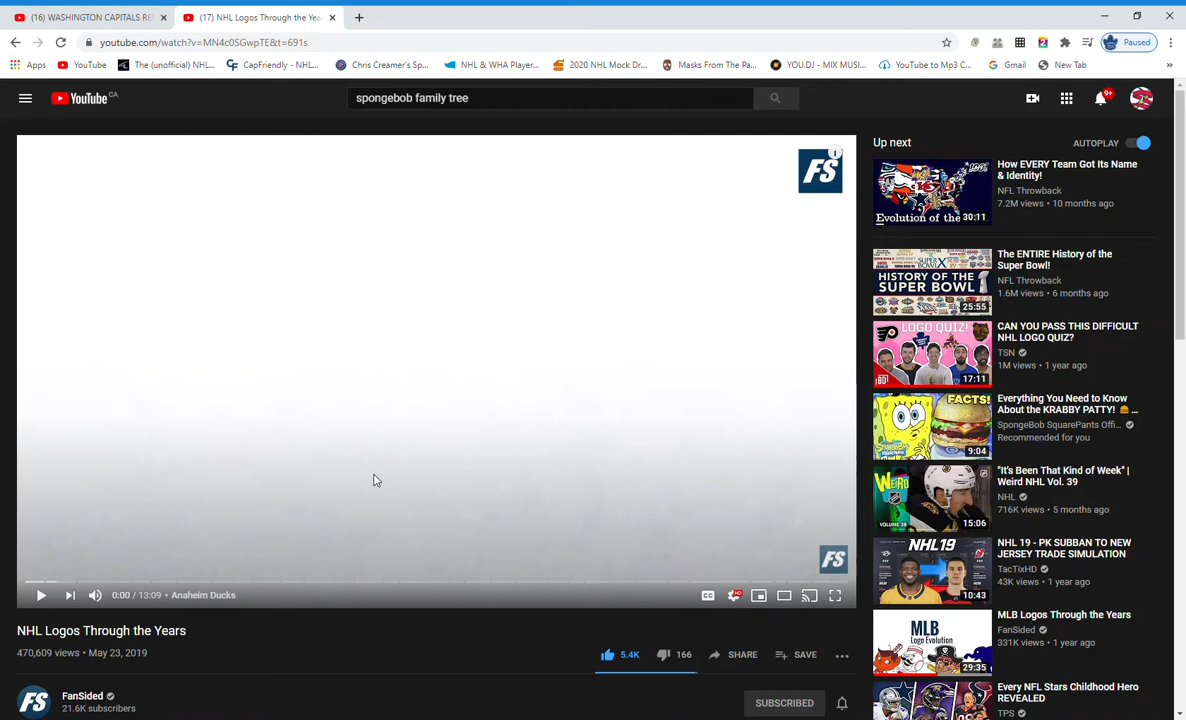 (16) WASHINGTON CAPITALS RE
(17) NHL Logos Through the Yea
youtube.com/watch?v=MN4c0SGwpTE&t=691s
Paused
Apps
YouTube
The (unofficial) NHL...
CapFriendly - NHL...
Chris Creamer's Sp...
NHL & WHA Player...
2020 NHL Mock Dr...
Masks From The Pa...
YOU.DJ - MIX MUSI...
YouTube to Mp3 C...
Gmail
New Tab
»
YouTube CA
spongebob family tree
9+
FS
i
FS
0:00 / 13:09 • Anaheim Ducks
CC
HD
NHL Logos Through the Years
470,609 views • May 23, 2019
5.4K
166
SHARE
SAVE
FS
FanSided
21.6K subscribers
SUBSCRIBED
Up next
AUTOPLAY
Evolution of the
30:11
How EVERY Team Got Its Name
& Identity!
NFL Throwback
7.2M views • 10 months ago
HISTORY OF THE
SUPER BOWL
25:55
The ENTIRE History of the
Super Bowl!
NFL Throwback
1.6M views • 6 months ago
LOGO QUIZ!
17:11
CAN YOU PASS THIS DIFFICULT
NHL LOGO QUIZ?
TSN
1M views • 1 year ago
FACTS!
9:04
Everything You Need to Know
About the KRABBY PATTY! 🍔 ...
SpongeBob SquarePants Offi...
Recommended for you
WEIRD
VOLUME 39
15:06
"It's Been That Kind of Week" |
Weird NHL Vol. 39
NHL
716K views • 5 months ago
NHL19
10:43
NHL 19 - PK SUBBAN TO NEW
JERSEY TRADE SIMULATION
TacTixHD
43K views • 1 year ago
MLB
Logo Evolution
29:35
MLB Logos Through the Years
FanSided
331K views • 1 year ago
Every NFL Stars Childhood Hero
REVEALED
TPS